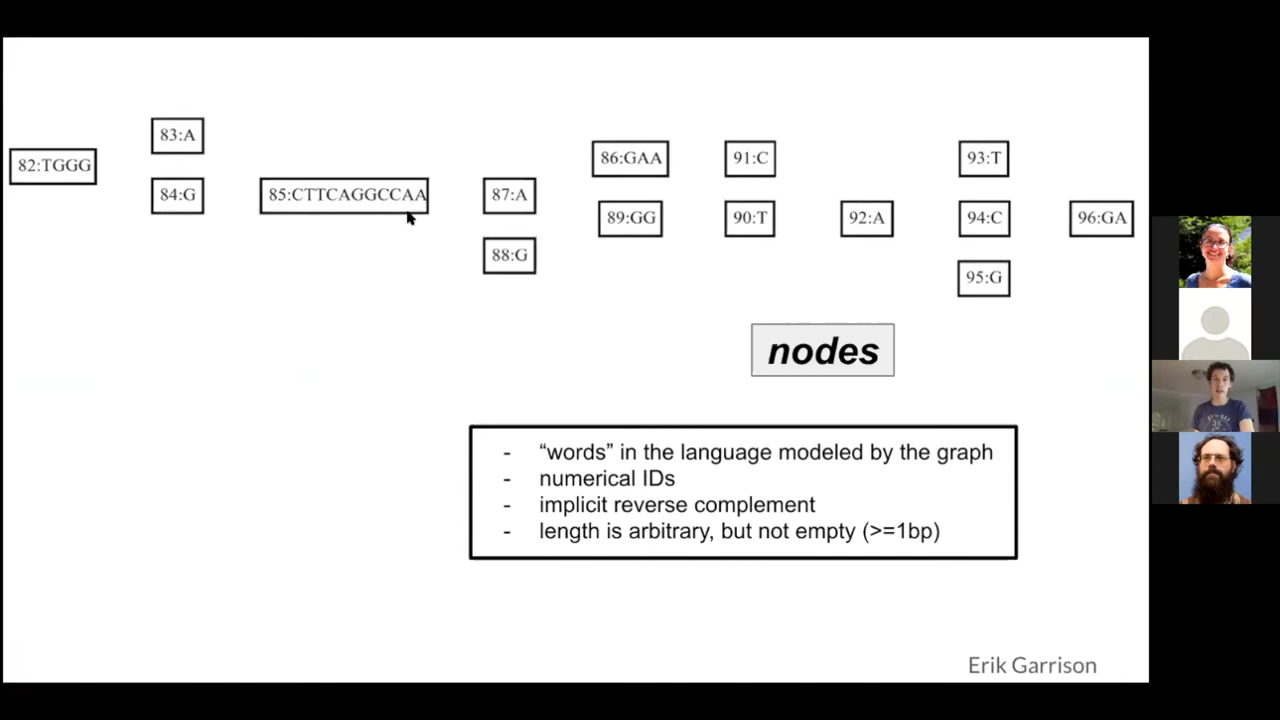 82:TGGG
83:A
84:G
85:CTTCAGGCCAA
87:A
88:G
86:GAA
89:GG
91:C
90:T
92:A
93:T
94:C
95:G
96:GA
nodes
- “words” in the language modeled by the graph
- numerical IDs
- implicit reverse complement
- length is arbitrary, but not empty (>=1bp)
Erik Garrison